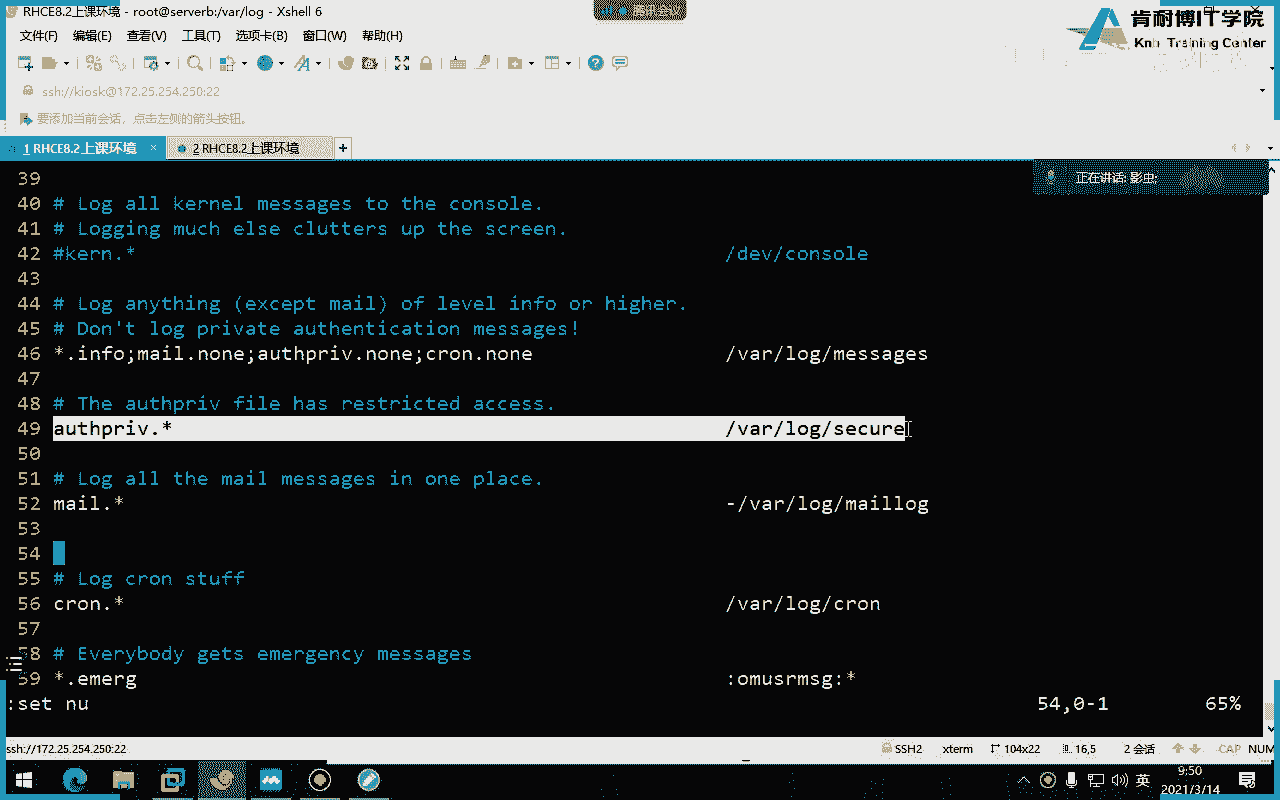 RHCE8.2上课环境 - root@serverb:/var/log - Xshell 6
肯耐博IT学院
文件(F) 编辑(E) 查看(V) 工具(T) 选项卡(B) 窗口(W) 帮助(H)
Training Center
ssh://kiosk@172.25.254.250:22
要添加当前会话，点击左侧的箭头按钮。
1 RHCE8.2上课环境 × 2 RHCE8.2上课环境 +
正在讲话: 影虫;
39
40 # Log all kernel messages to the console.
41 # Logging much else clutters up the screen.
42 #kern.* /dev/console
43
44 # Log anything (except mail) of level info or higher.
45 # Don't log private authentication messages!
46 *.info;mail.none;authpriv.none;cron.none /var/log/messages
47
48 # The authpriv file has restricted access.
49 authpriv.* /var/log/secure
50
51 # Log all the mail messages in one place.
52 mail.* -/var/log/maillog
53
54
55 # Log cron stuff
56 cron.* /var/log/cron
57
58 # Everybody gets emergency messages
59 *.emerg :omusrmsg:*
:set nu 54,0-1 65%
ssh://172.25.254.250:22 SSH2 xterm 104x22 16,5 2 会话 CAP NUM
英 9:50
2021/3/14